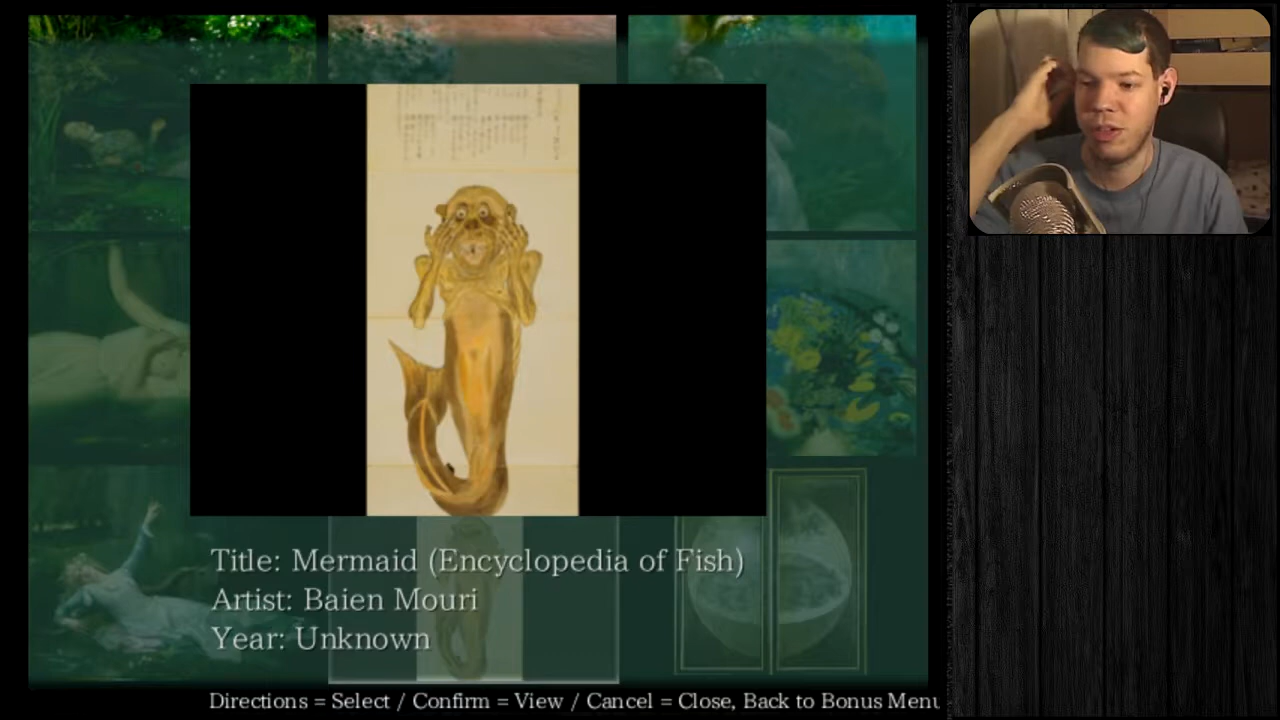 Title: Mermaid (Encyclopedia of Fish)
Artist: Baien Mouri
Year: Unknown
Directions = Select / Confirm = View / Cancel = Close, Back to Bonus Menu